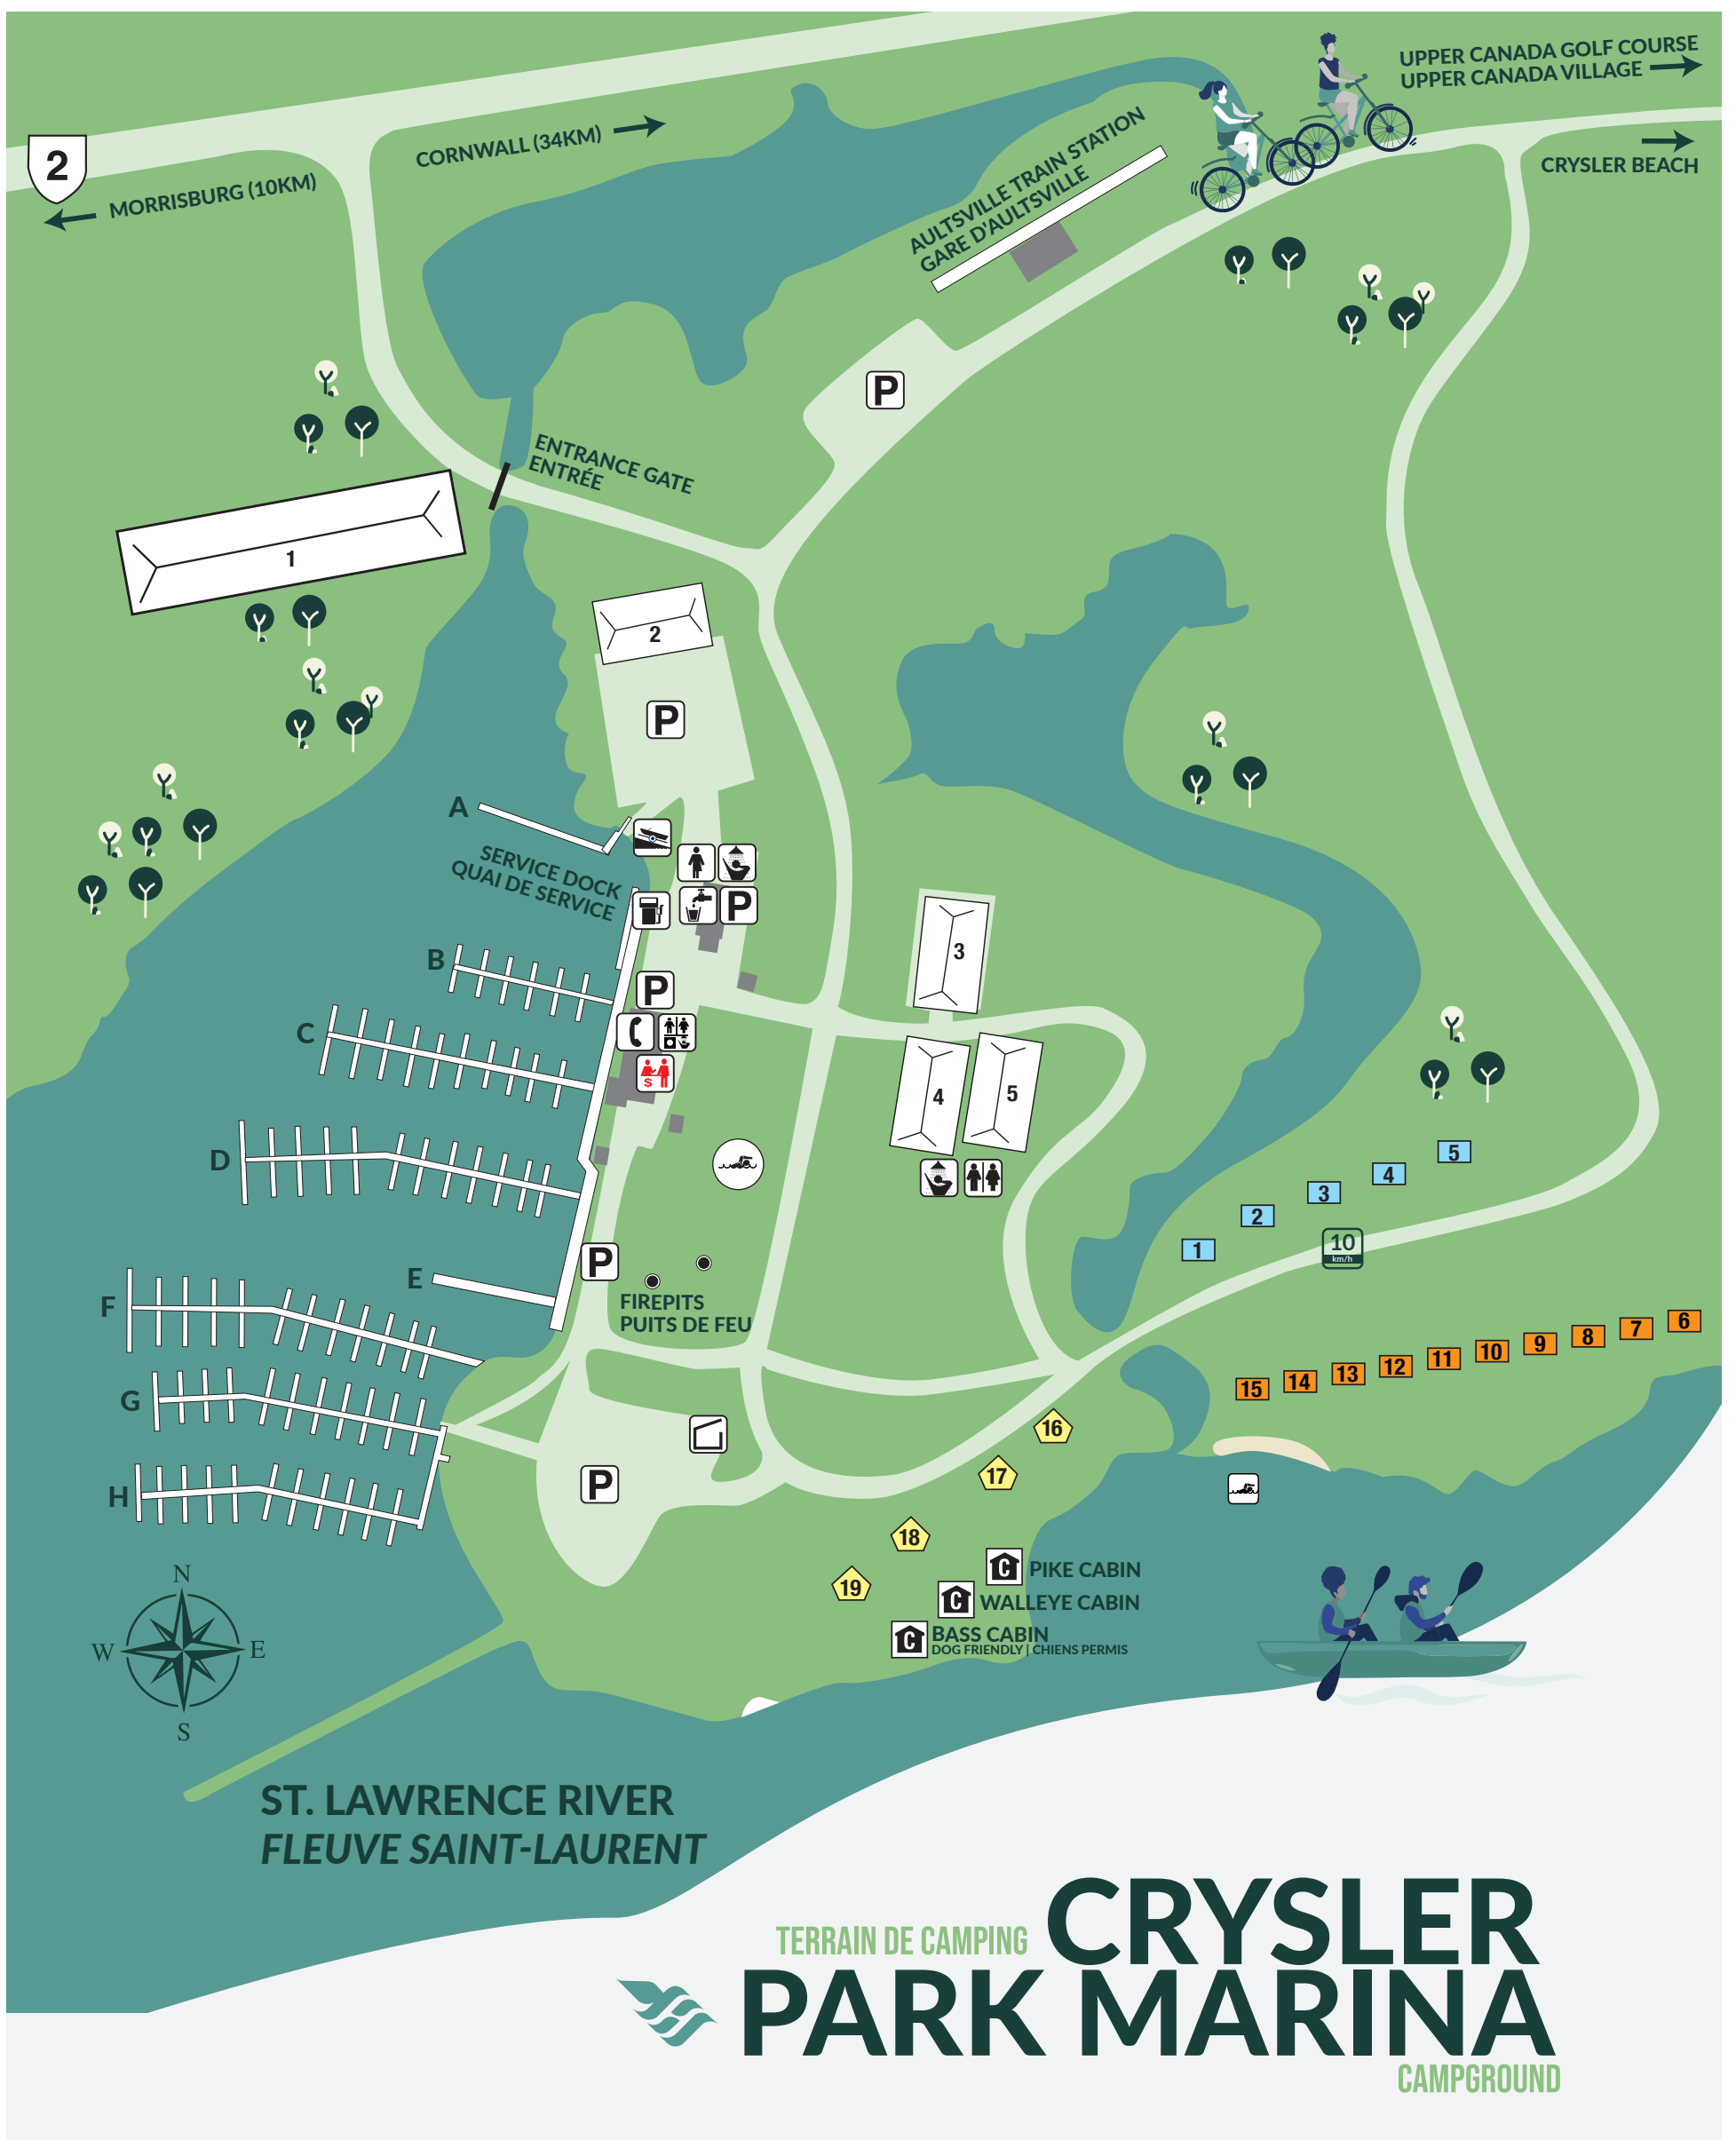 UPPER CANADA GOLF COURSE
UPPER CANADA VILLAGE
CRYSLER BEACH
2
CORNWALL (34KM)
MORRISBURG (10KM)
AULTSVILLE TRAIN STATION
GARE D'AULTSVILLE
P
ENTRANCE GATE
ENTRÉE
1
2
P
A
SERVICE DOCK
QUAI DE SERVICE
P
B
3
P
C
$
4
5
D
5
4
3
2
1
10
km/h
E
P
F
FIREPITS
PUITS DE FEU
6
7
8
9
10
11
12
13
14
15
G
16
17
H
P
18
19
C PIKE CABIN
C WALLEYE CABIN
C BASS CABIN
DOG FRIENDLY | CHIENS PERMIS
N
W
E
S
ST. LAWRENCE RIVER
FLEUVE SAINT-LAURENT
TERRAIN DE CAMPING
CRYSLER
PARK MARINA
CAMPGROUND